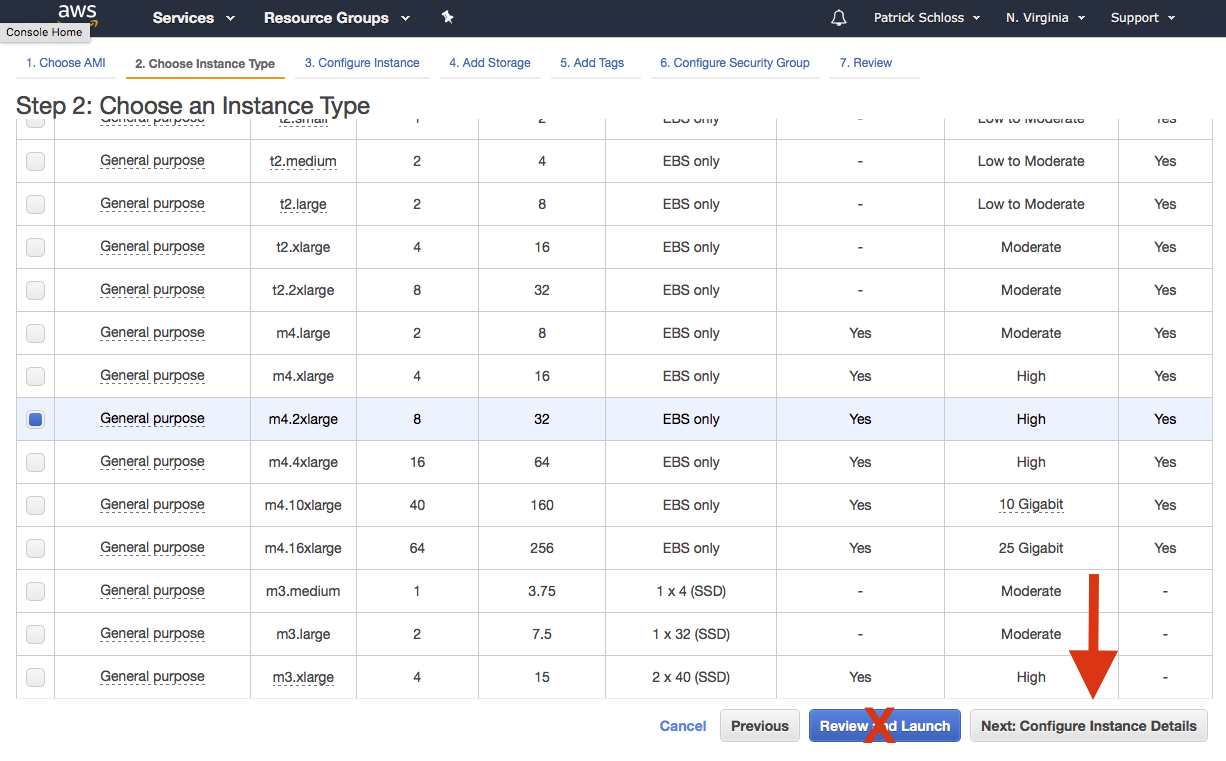 aws Services Resource Groups Patrick Schloss N. Virginia Support
Console Home
1. Choose AMI 2. Choose Instance Type 3. Configure Instance 4. Add Storage 5. Add Tags 6. Configure Security Group 7. Review
Step 2: Choose an Instance Type
General purpose t2.small 1 2 EBS only - Low to Moderate Yes
General purpose t2.medium 2 4 EBS only - Low to Moderate Yes
General purpose t2.large 2 8 EBS only - Low to Moderate Yes
General purpose t2.xlarge 4 16 EBS only - Moderate Yes
General purpose t2.2xlarge 8 32 EBS only - Moderate Yes
General purpose m4.large 2 8 EBS only Yes Moderate Yes
General purpose m4.xlarge 4 16 EBS only Yes High Yes
General purpose m4.2xlarge 8 32 EBS only Yes High Yes
General purpose m4.4xlarge 16 64 EBS only Yes High Yes
General purpose m4.10xlarge 40 160 EBS only Yes 10 Gigabit Yes
General purpose m4.16xlarge 64 256 EBS only Yes 25 Gigabit Yes
General purpose m3.medium 1 3.75 1 x 4 (SSD) - Moderate -
General purpose m3.large 2 7.5 1 x 32 (SSD) - Moderate -
General purpose m3.xlarge 4 15 2 x 40 (SSD) Yes High -
Cancel Previous Review and Launch Next: Configure Instance Details